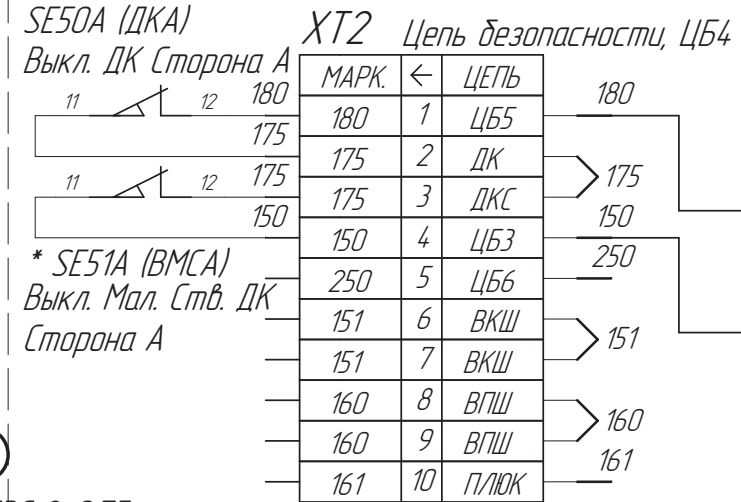 SE50A (ДКА)
Выкл. ДК Сторона А
XT2 Цепь безопасности, ЦБ4
МАРК. ← ЦЕПЬ
11 12 180
180 1 ЦБ5 180
175
175 2 ДК
11 12 175
175 3 ДКС 175
150
150 4 ЦБ3 150
* SE51A (ВМСА)
Выкл. Мал. Ств. ДК
Сторона А
250 5 ЦБ6 250
151 6 ВКШ
151 7 ВКШ 151
160 8 ВПШ
160 9 ВПШ 160
161 10 ПЛЮК 161